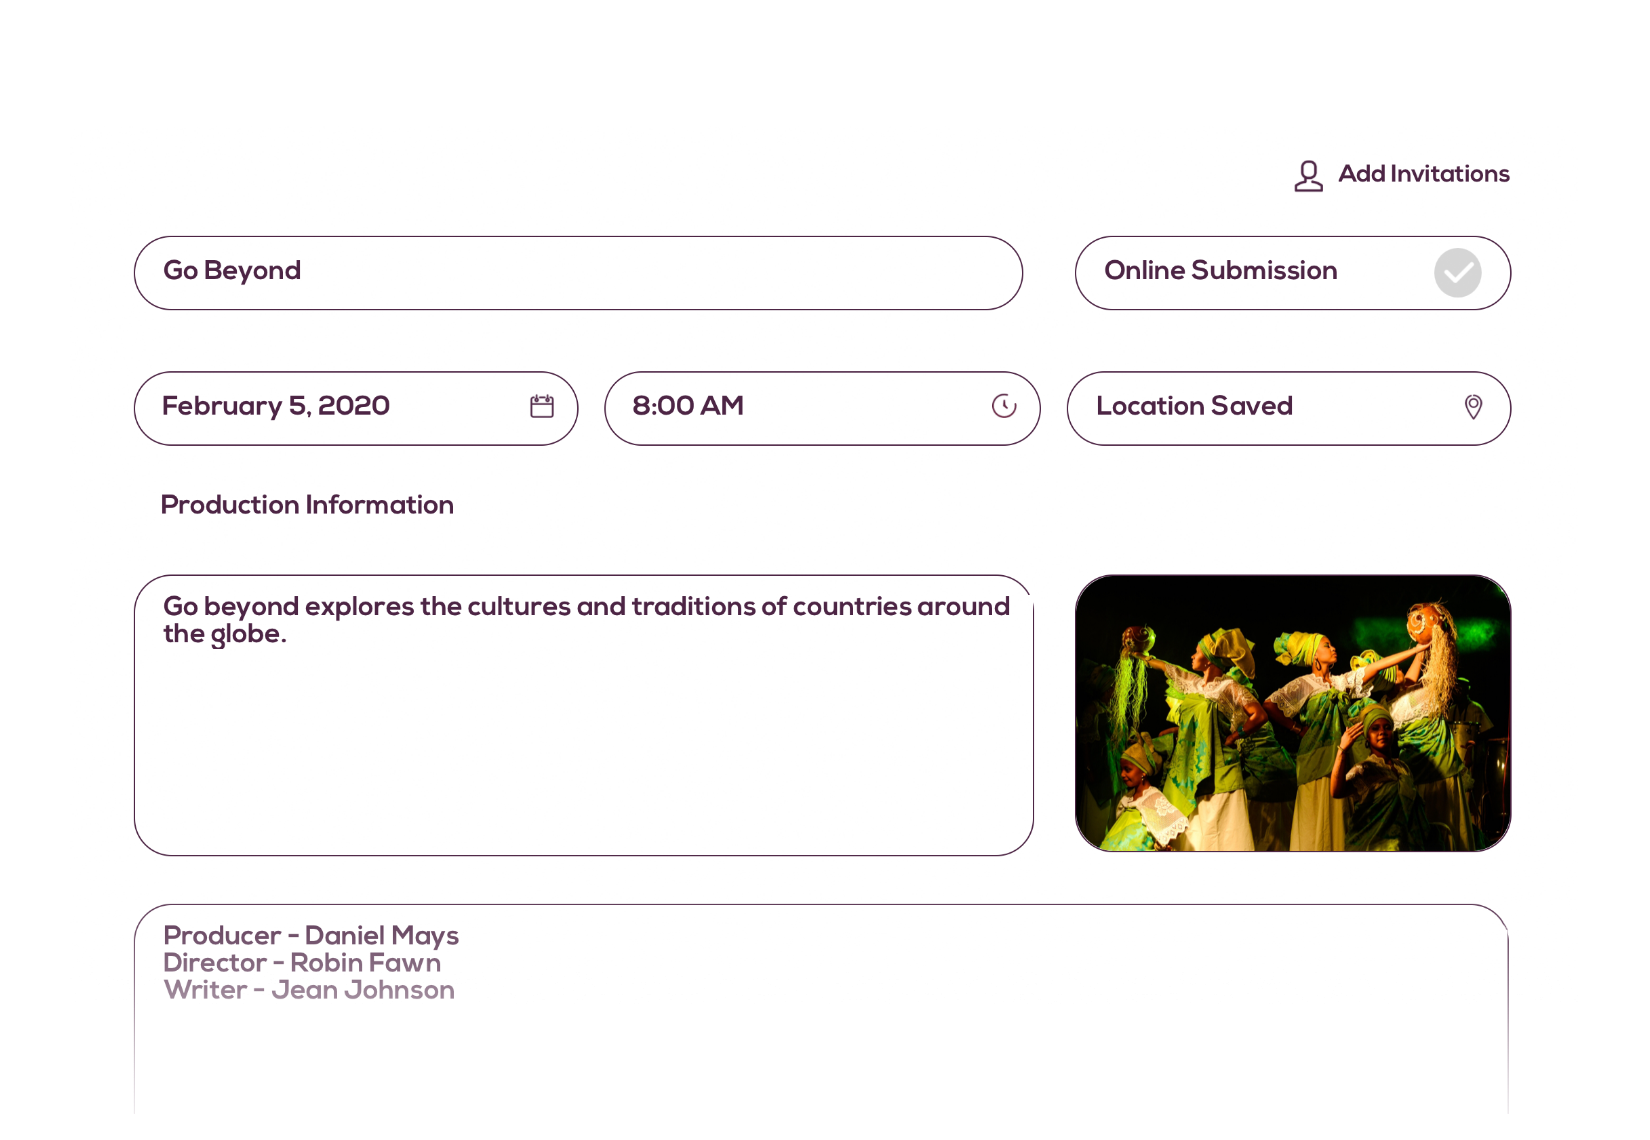 Add Invitations
Go Beyond
Online Submission
February 5, 2020
8:00 AM
Location Saved
Production Information
Go beyond explores the cultures and traditions of countries around
the globe.
Producer - Daniel Mays
Director - Robin Fawn
Writer - Jean Johnson